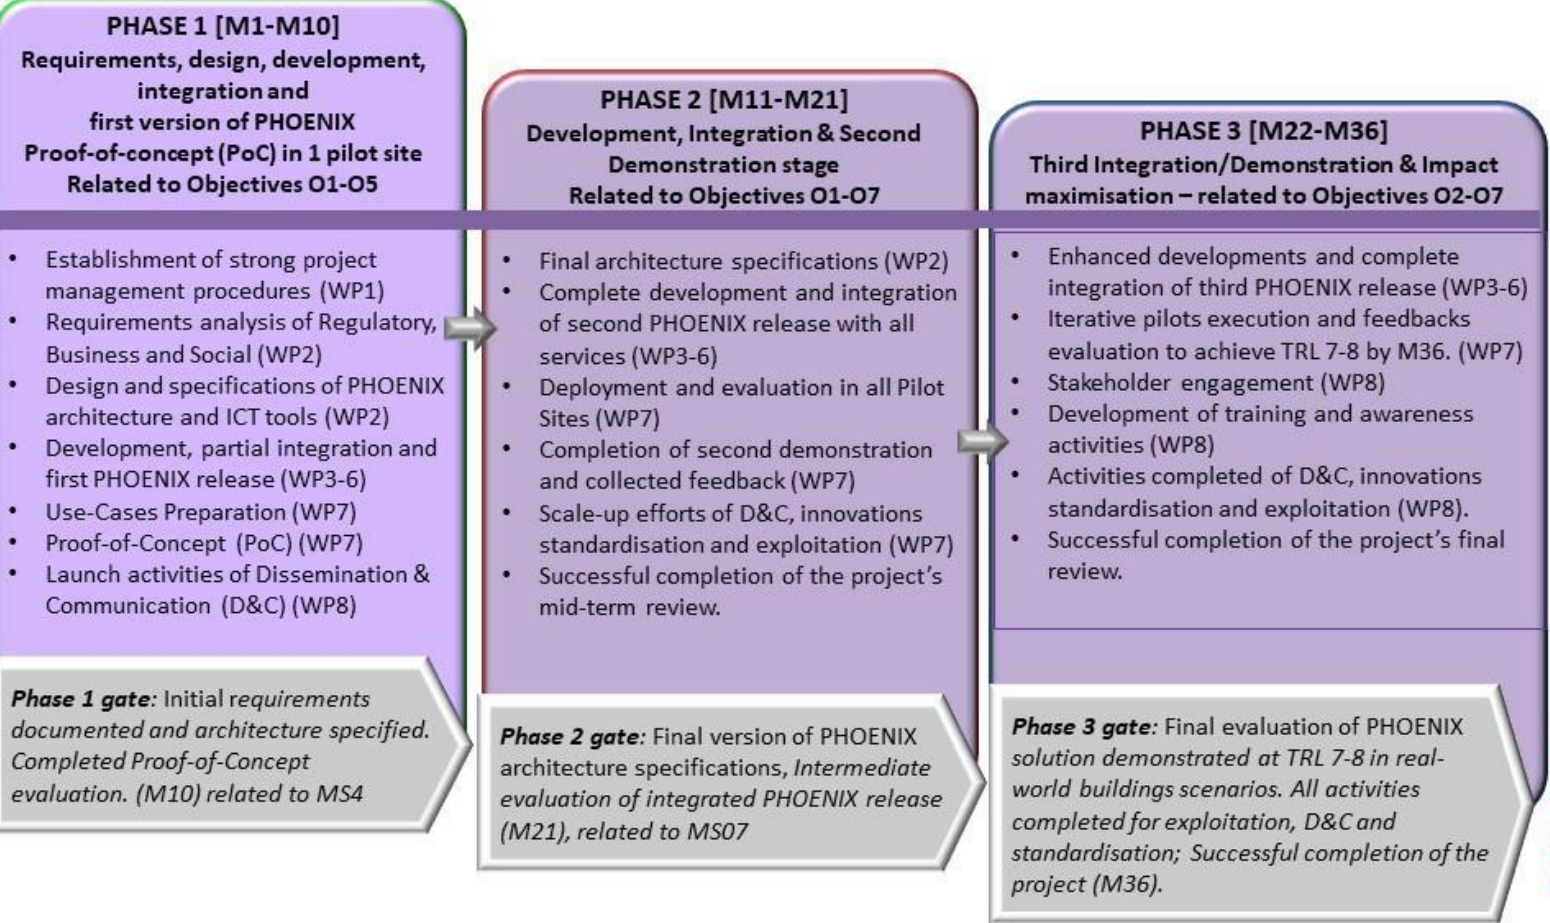 PHASE 1 [M1-M10]
Requirements, design, development,
integration and
first version of PHOENIX
Proof-of-concept (PoC) in 1 pilot site
Related to Objectives O1-O5
• Establishment of strong project
management procedures (WP1)
• Requirements analysis of Regulatory,
Business and Social (WP2)
• Design and specifications of PHOENIX
architecture and ICT tools (WP2)
• Development, partial integration and
first PHOENIX release (WP3-6)
• Use-Cases Preparation (WP7)
• Proof-of-Concept (PoC) (WP7)
• Launch activities of Dissemination &
Communication (D&C) (WP8)
Phase 1 gate: Initial requirements
documented and architecture specified.
Completed Proof-of-Concept
evaluation. (M10) related to MS4
PHASE 2 [M11-M21]
Development, Integration & Second
Demonstration stage
Related to Objectives O1-O7
• Final architecture specifications (WP2)
• Complete development and integration
of second PHOENIX release with all
services (WP3-6)
• Deployment and evaluation in all Pilot
Sites (WP7)
• Completion of second demonstration
and collected feedback (WP7)
• Scale-up efforts of D&C, innovations
standardisation and exploitation (WP7)
• Successful completion of the project's
mid-term review.
Phase 2 gate: Final version of PHOENIX
architecture specifications, Intermediate
evaluation of integrated PHOENIX release
(M21), related to MS07
PHASE 3 [M22-M36]
Third Integration/Demonstration & Impact
maximisation – related to Objectives O2-O7
• Enhanced developments and complete
integration of third PHOENIX release (WP3-6)
• Iterative pilots execution and feedbacks
evaluation to achieve TRL 7-8 by M36. (WP7)
• Stakeholder engagement (WP8)
• Development of training and awareness
activities (WP8)
• Activities completed of D&C, innovations
standardisation and exploitation (WP8).
• Successful completion of the project's final
review.
Phase 3 gate: Final evaluation of PHOENIX
solution demonstrated at TRL 7-8 in real-
world buildings scenarios. All activities
completed for exploitation, D&C and
standardisation; Successful completion of the
project (M36).